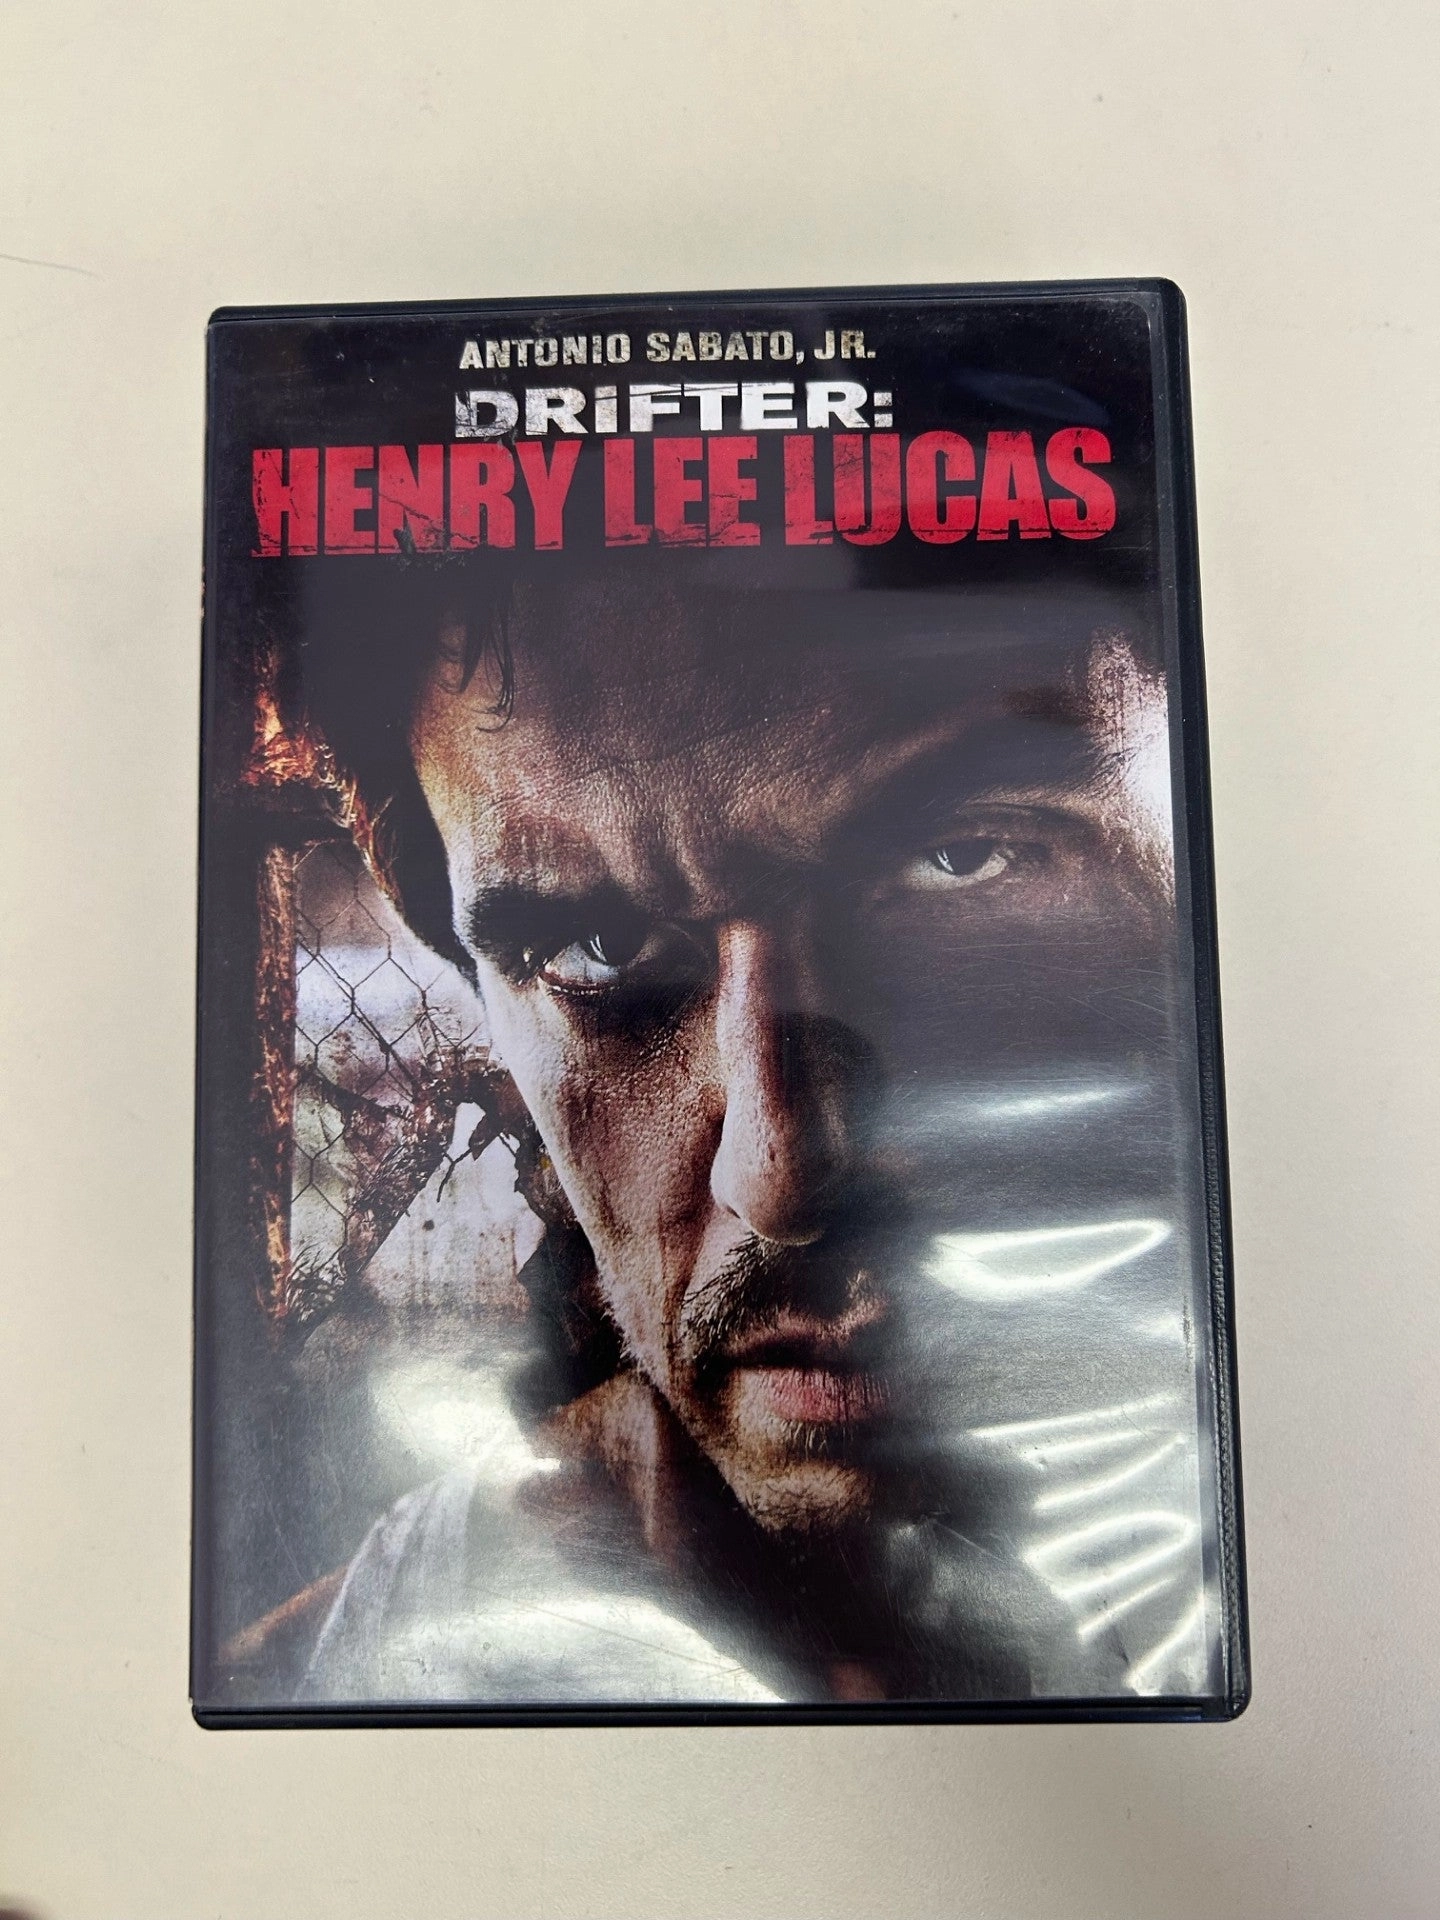 ANTONIO SABATO, JR.
DRIFTER:
HENRY LEE LUCAS